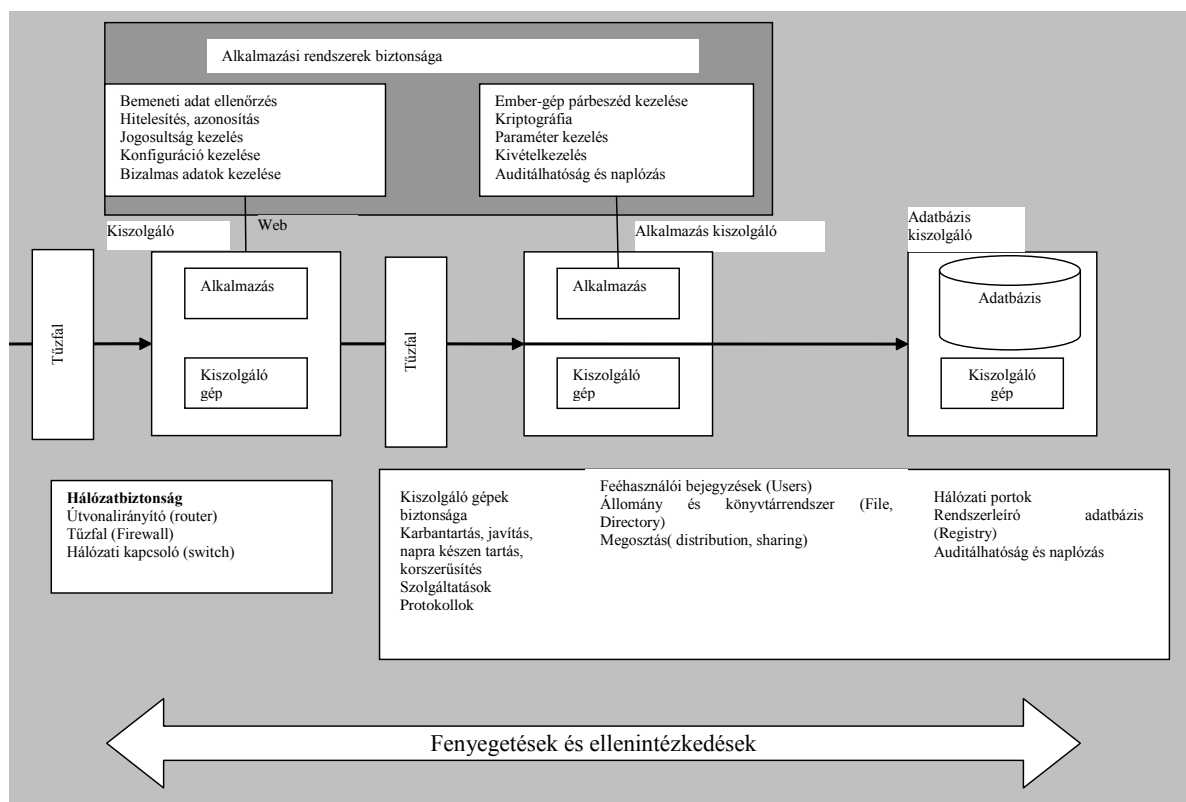 Alkalmazási rendszerek biztonsága
Bemeneti adat ellenőrzés
Hitelesítés, azonosítás
Jogosultság kezelés
Konfiguráció kezelése
Bizalmas adatok kezelése
Ember-gép párbeszéd kezelése
Kriptográfia
Paraméter kezelés
Kivételkezelés
Auditálhatóság és naplózás
Kiszolgáló
Web
Alkalmazás kiszolgáló
Adatbázis
kiszolgáló
Tűzfal
Alkalmazás
Kiszolgáló
gép
Tűzfal
Alkalmazás
Kiszolgáló
gép
Adatbázis
Kiszolgáló
gép
Hálózatbiztonság
Útvonalirányító (router)
Tűzfal (Firewall)
Hálózati kapcsoló (switch)
Kiszolgáló gépek
biztonsága
Karbantartás, javítás,
napra készen tartás,
korszerűsítés
Szolgáltatások
Protokollok
Feéhasználói bejegyzések (Users)
Állomány és könyvtárrendszer (File,
Directory)
Megosztás( distribution, sharing)
Hálózati portok
Rendszerleíró adatbázis
(Registry)
Auditálhatóság és naplózás
Fenyegetések és ellenintézkedések